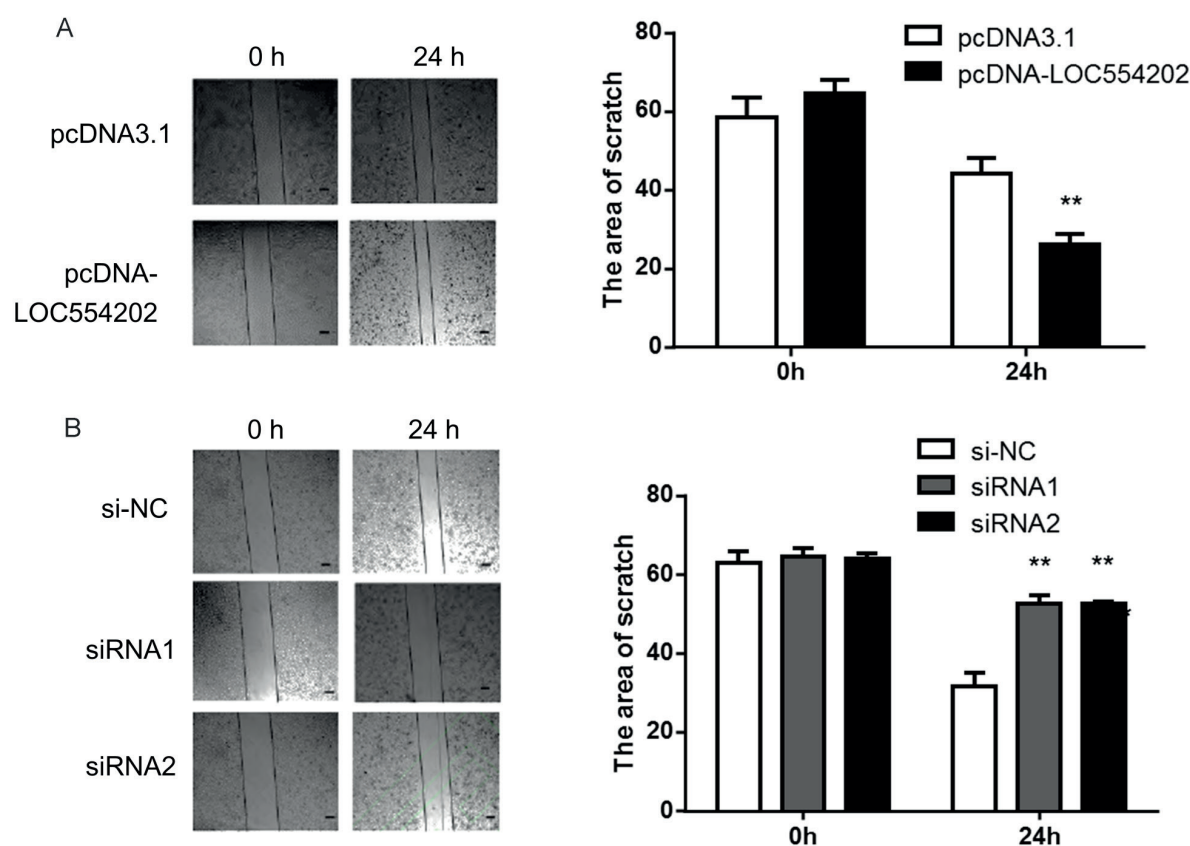 A
0 h
24 h
pcDNA3.1
pcDNA-
LOC554202
The area of scratch
80
60
40
20
0
pcDNA3.1
pcDNA-LOC554202
**
0h
24h
B
0 h
24 h
si-NC
siRNA1
siRNA2
The area of scratch
80
60
40
20
0
si-NC
siRNA1
siRNA2
**
**
*
0h
24h